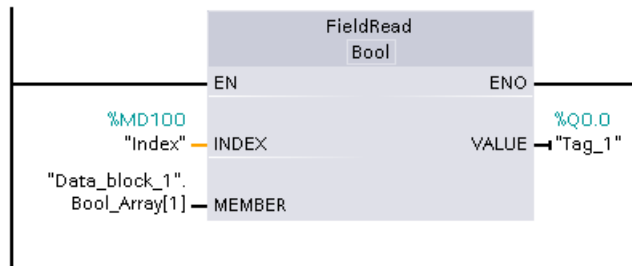 FieldRead
Bool
EN
ENO
%MD100
"Index"
INDEX
%Q0.0
VALUE
"Tag_1"
"Data_block_1".
Bool_Array[1]
MEMBER